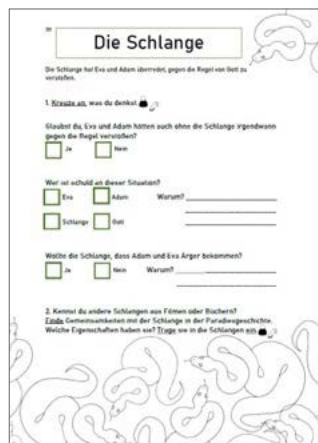 Die Schlange
Die Schlange hat Eva und Adam überredet, gegen die Regel von Gott zu
verstoßen.
1. Kreuze an, was du denkst.
Glaubst du, Eva und Adam hätten auch ohne die Schlange irgendwann
gegen die Regel verstoßen?
Ja Nein
Wer ist schuld an dieser Situation?
Eva Adam Warum?
Schlange Gott
Wollte die Schlange, dass Adam und Eva Ärger bekommen?
Ja Nein Warum?
2. Kennst du andere Schlangen aus Filmen oder Büchern?
Finde Gemeinsamkeiten mit der Schlange in der Paradiesgeschichte.
Welche Eigenschaften haben sie? Trage sie in die Schlangen ein.